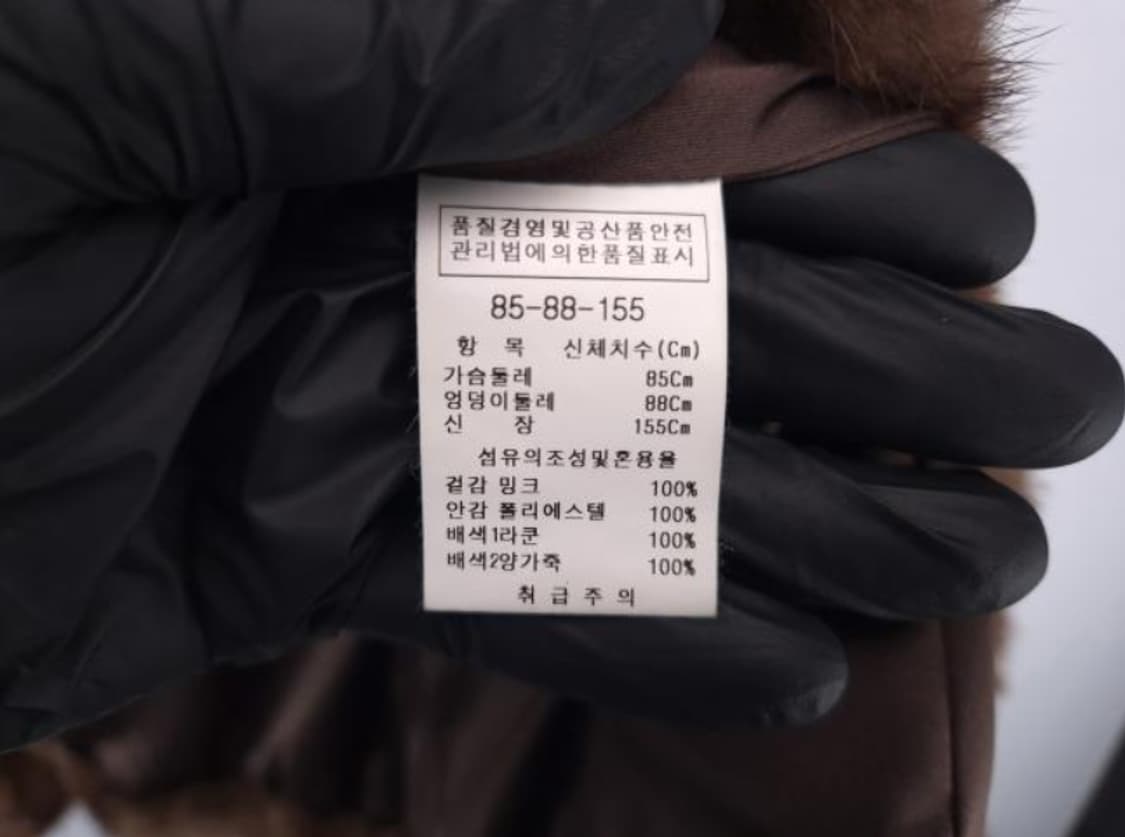 품질경영및공산품안전
관리법에의한품질표시
85-88-155
항 목 신체치수(Cm)
가슴둘레 85Cm
엉덩이둘레 88Cm
신 장 155Cm
섬유의조성및혼용율
겉감 밍크 100%
안감 폴리에스텔 100%
배색1라쿤 100%
배색2양가죽 100%
취 급 주 의